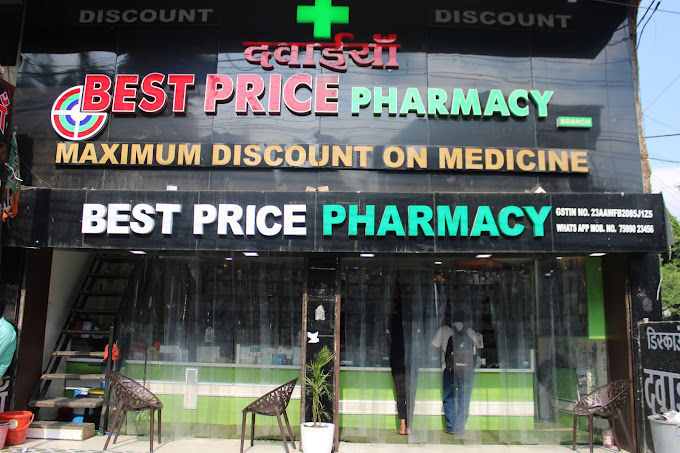 DISCOUNT DISCOUNT
दवाईयाँ
BEST PRICE PHARMACY
BRANCH
MAXIMUM DISCOUNT ON MEDICINE
BEST PRICE PHARMACY
GSTIN NO. 23AAWFB2085J1Z5
WHATS APP MOB. NO. 75090 23456
डिस्काउ
दवाई